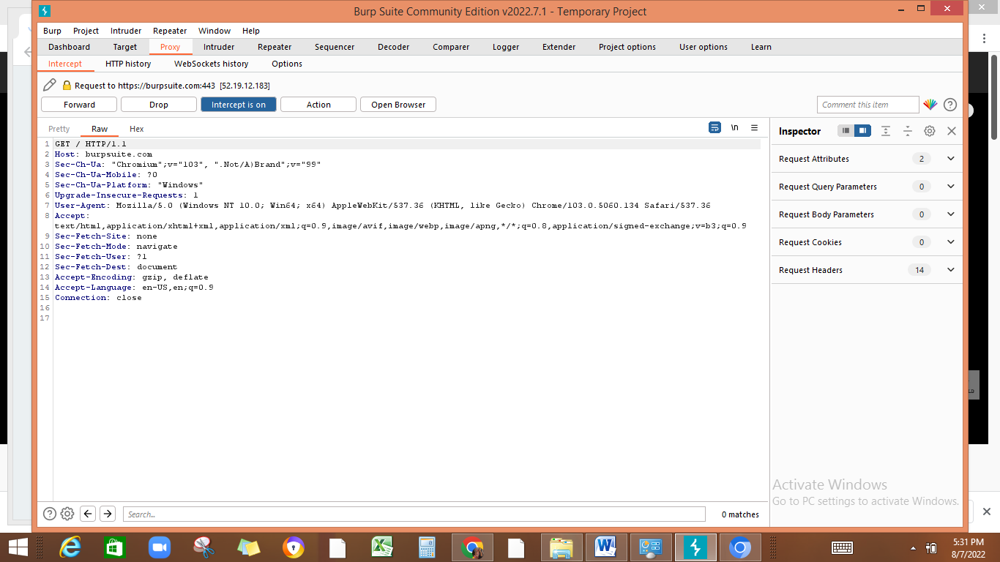 Burp Suite Community Edition v2022.7.1 - Temporary Project
Burp Project Intruder Repeater Window Help
Dashboard Target Proxy Intruder Repeater Sequencer Decoder Comparer Logger Extender Project options User options Learn
Intercept HTTP history WebSockets history Options
Request to https://burpsuite.com:443 [52.19.12.183]
Forward Drop Intercept is on Action Open Browser Comment this item
Pretty Raw Hex \n
Inspector
1 GET / HTTP/1.1
2 Host: burpsuite.com
3 Sec-Ch-Ua: "Chromium";v="103", ".Not/A)Brand";v="99"
4 Sec-Ch-Ua-Mobile: ?0
5 Sec-Ch-Ua-Platform: "Windows"
6 Upgrade-Insecure-Requests: 1
7 User-Agent: Mozilla/5.0 (Windows NT 10.0; Win64; x64) AppleWebKit/537.36 (KHTML, like Gecko) Chrome/103.0.5060.134 Safari/537.36
8 Accept:
text/html,application/xhtml+xml,application/xml;q=0.9,image/avif,image/webp,image/apng,*/*;q=0.8,application/signed-exchange;v=b3;q=0.9
9 Sec-Fetch-Site: none
10 Sec-Fetch-Mode: navigate
11 Sec-Fetch-User: ?1
12 Sec-Fetch-Dest: document
13 Accept-Encoding: gzip, deflate
14 Accept-Language: en-US,en;q=0.9
15 Connection: close
16
17
Request Attributes 2
Request Query Parameters 0
Request Body Parameters 0
Request Cookies 0
Request Headers 14
Activate Windows
Go to PC settings to activate Windows.
Search... 0 matches
5:31 PM
8/7/2022